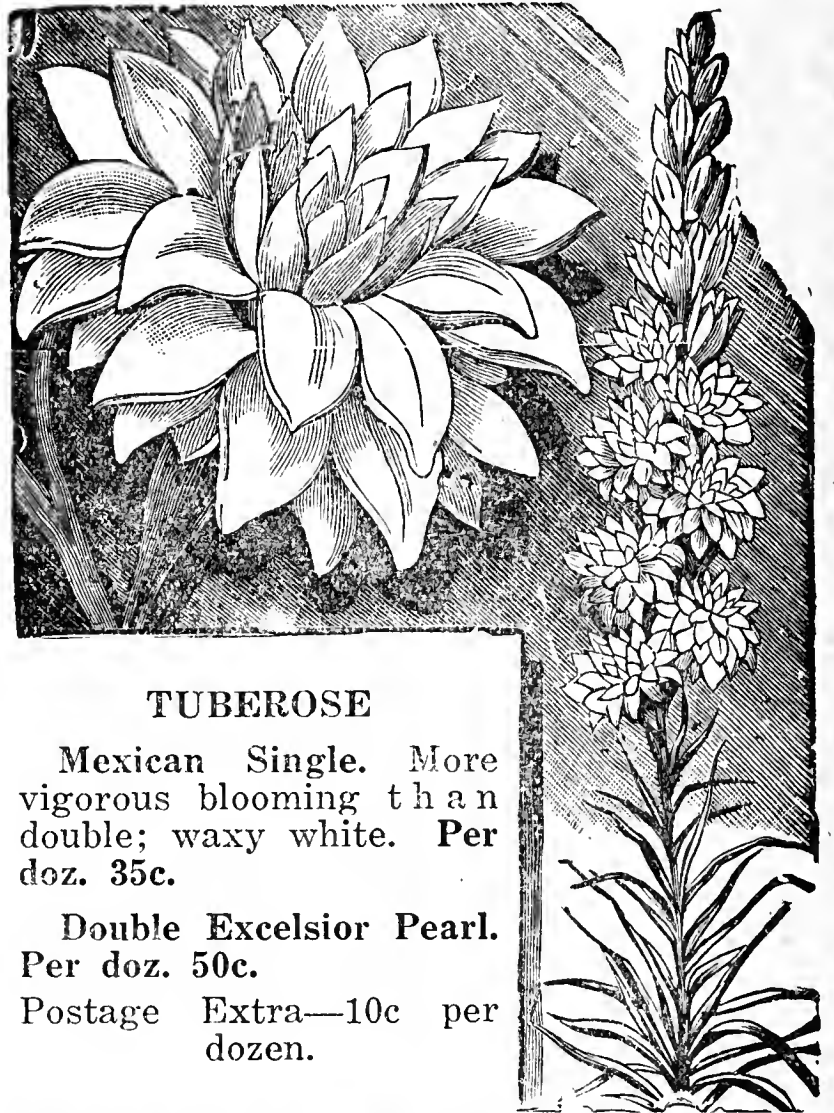 TUBEROSE
Mexican Single. More
vigorous blooming than
double; waxy white. Per
doz. 35c.
Double Excelsior Pearl.
Per doz. 50c.
Postage Extra—10c per
dozen.